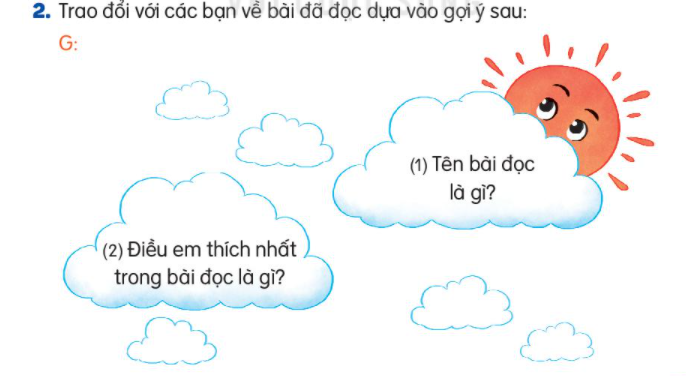 2. Trao đổi với các bạn về bài đã đọc dựa vào gợi ý sau:
G:
(1) Tên bài đọc
là gì?
(2) Điều em thích nhất
trong bài đọc là gì?